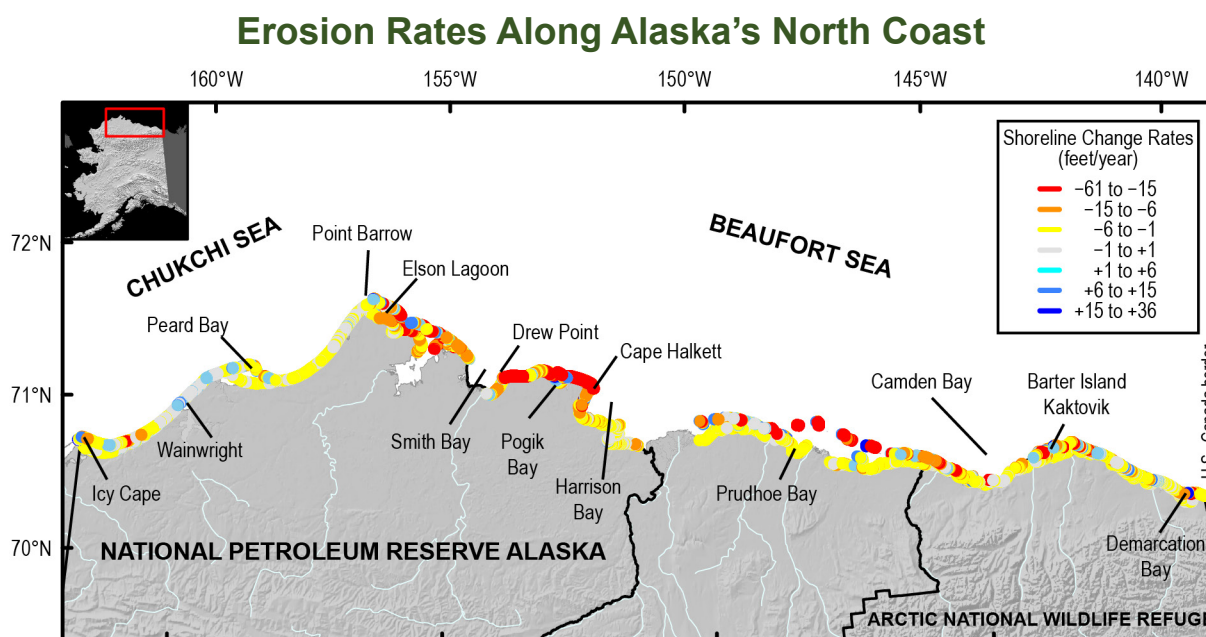 Erosion Rates Along Alaska's North Coast
160°W
155°W
150°W
145°W
140°W
Shoreline Change Rates
(feet/year)
−61 to −15
−15 to −6
−6 to −1
−1 to +1
+1 to +6
+6 to +15
+15 to +36
72°N
71°N
70°N
CHUKCHI SEA
BEAUFORT SEA
Point Barrow
Elson Lagoon
Peard Bay
Drew Point
Cape Halkett
Camden Bay
Barter Island
Kaktovik
Wainwright
Smith Bay
Pogik
Bay
Icy Cape
Harrison
Bay
Prudhoe Bay
Demarcation
Bay
NATIONAL PETROLEUM RESERVE ALASKA
ARCTIC NATIONAL WILDLIFE REFUG